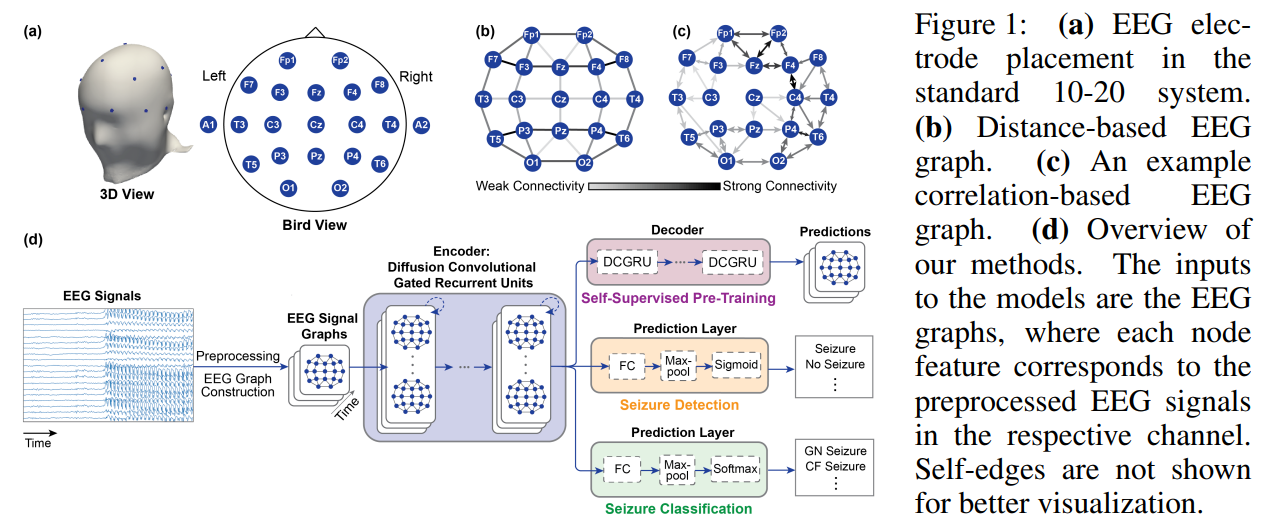 (a)
Left
Right
Fp1
Fp2
F7
F3
Fz
F4
F8
A1
T3
C3
Cz
C4
T4
A2
T5
P3
Pz
P4
T6
O1
O2
3D View
Bird View
(b)
Fp1
Fp2
F7
F3
Fz
F4
F8
T3
C3
Cz
C4
T4
T5
P3
Pz
P4
T6
O1
O2
(c)
Fp1
Fp2
F7
F3
Fz
F4
F8
T3
C3
Cz
C4
T4
T5
P3
Pz
P4
T6
O1
O2
Weak Connectivity
Strong Connectivity
(d)
EEG Signals
Time
Preprocessing
EEG Graph
Construction
EEG Signal
Graphs
Time
Encoder:
Diffusion Convolutional
Gated Recurrent Units
Decoder
DCGRU
DCGRU
Self-Supervised Pre-Training
Predictions
Prediction Layer
FC
Max-
pool
Sigmoid
Seizure Detection
Seizure
No Seizure
Prediction Layer
FC
Max-
pool
Softmax
Seizure Classification
GN Seizure
CF Seizure
Figure 1: (a) EEG elec-
trode placement in the
standard 10-20 system.
(b) Distance-based EEG
graph. (c) An example
correlation-based EEG
graph. (d) Overview of
our methods. The inputs
to the models are the EEG
graphs, where each node
feature corresponds to the
preprocessed EEG signals
in the respective channel.
Self-edges are not shown
for better visualization.